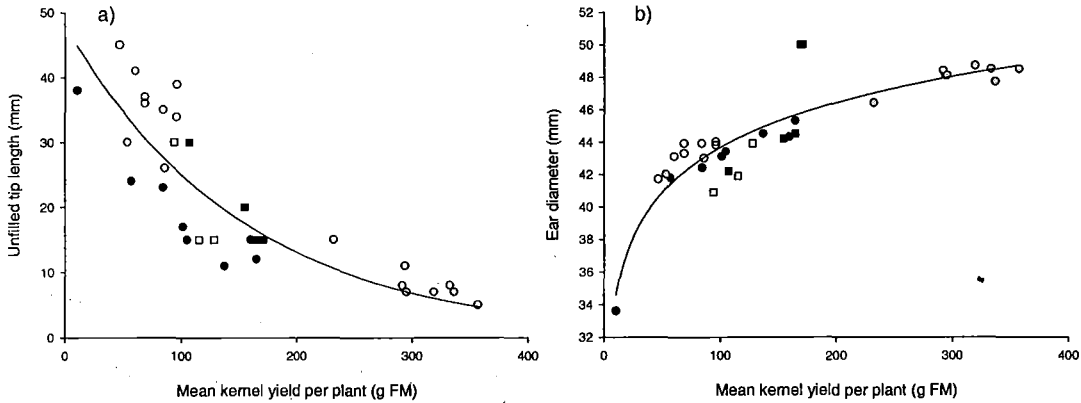 a)
50
40
30
20
10
0
Unfilled tip length (mm)
0 100 200 300 400
Mean kernel yield per plant (g FM)
b)
52
50
48
46
44
42
40
38
36
34
32
Ear diameter (mm)
0 100 200 300 400
Mean kernel yield per plant (g FM)